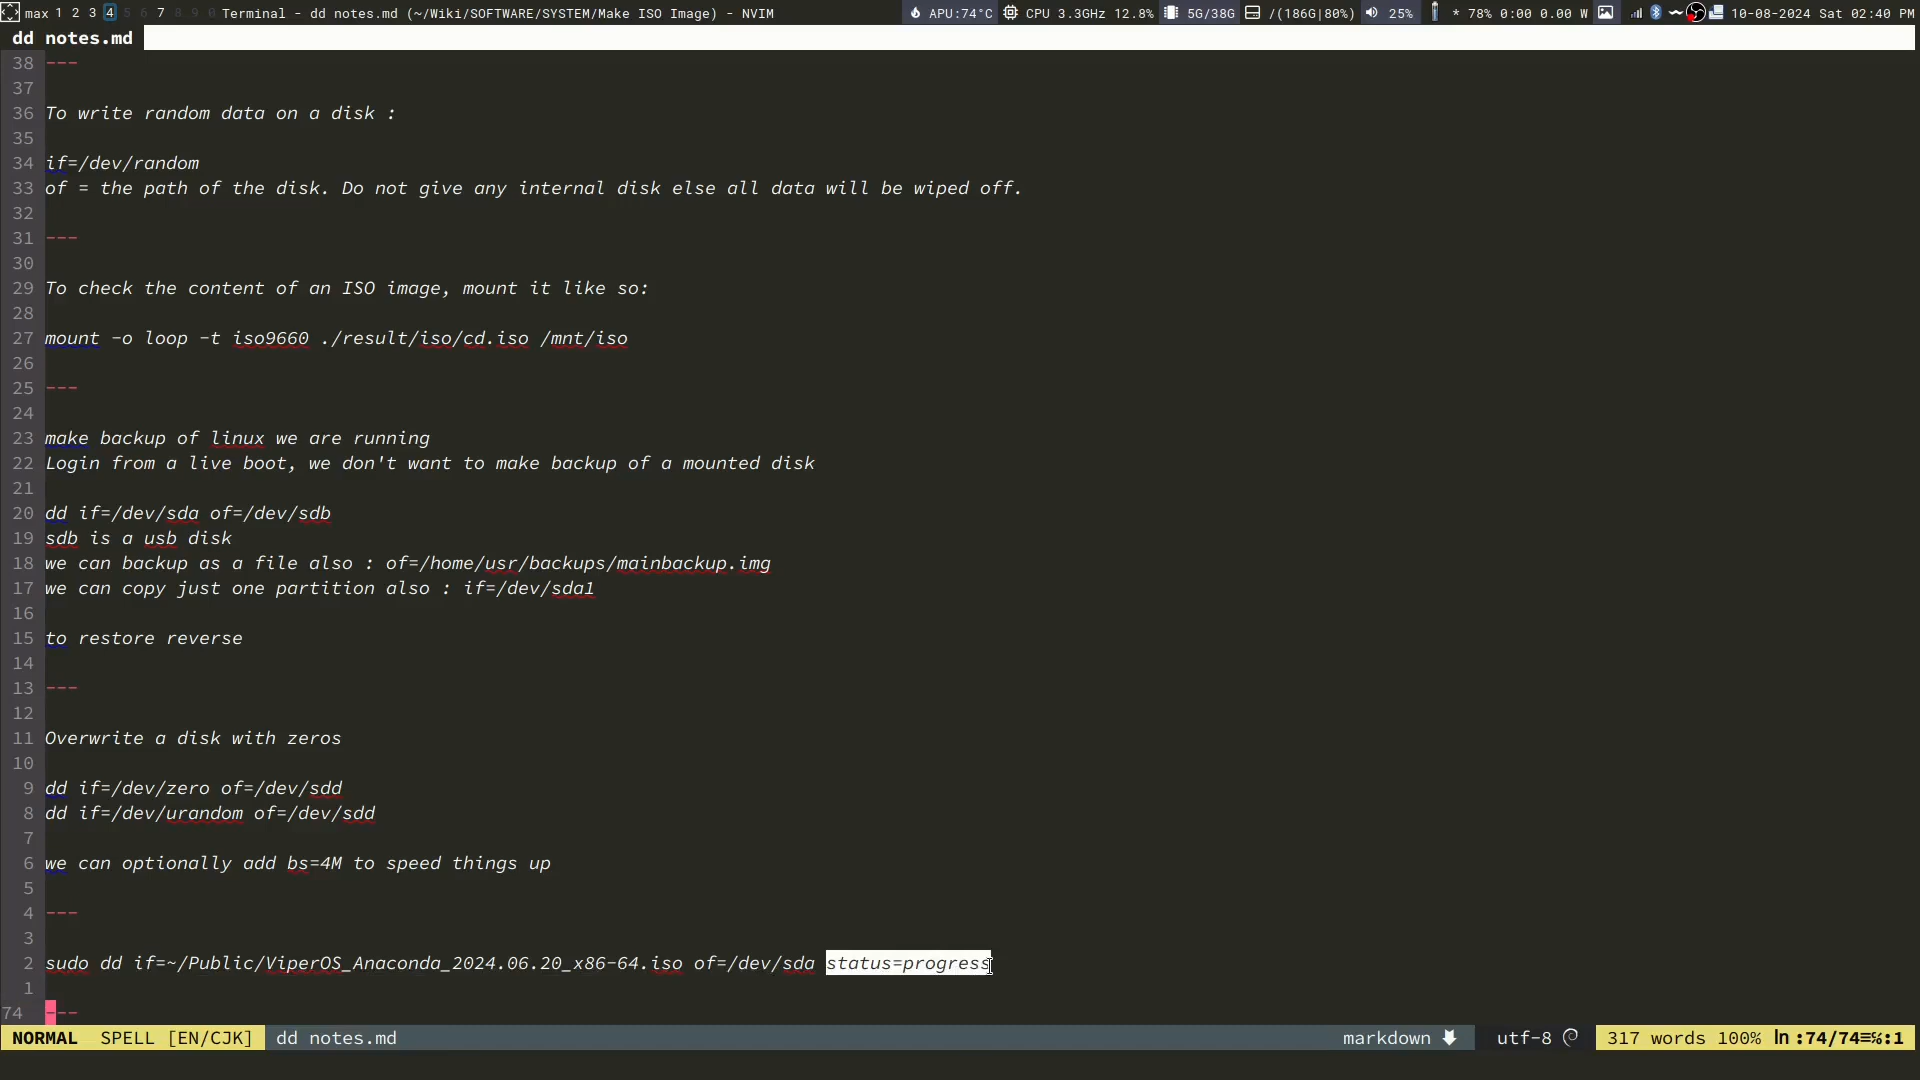 max 1 2 3 4 5 6 7 8 9 0 Terminal - dd notes.md (~/Wiki/SOFTWARE/SYSTEM/Make ISO Image) - NVIM APU:74°C CPU 3.3GHz 12.8% 5G/38G /(186G|80%) 25% * 78% 0:00 0.00 W 10-08-2024 Sat 02:40 PM
dd notes.md
38 ---
37
36 To write random data on a disk :
35
34 if=/dev/random
33 of = the path of the disk. Do not give any internal disk else all data will be wiped off.
32
31 ---
30
29 To check the content of an ISO image, mount it like so:
28
27 mount -o loop -t iso9660 ./result/iso/cd.iso /mnt/iso
26
25 ---
24
23 make backup of linux we are running
22 Login from a live boot, we don't want to make backup of a mounted disk
21
20 dd if=/dev/sda of=/dev/sdb
19 sdb is a usb disk
18 we can backup as a file also : of=/home/usr/backups/mainbackup.img
17 we can copy just one partition also : if=/dev/sda1
16
15 to restore reverse
14
13 ---
12
11 Overwrite a disk with zeros
10
9 dd if=/dev/zero of=/dev/sdd
8 dd if=/dev/urandom of=/dev/sdd
7
6 we can optionally add bs=4M to speed things up
5
4 ---
3
2 sudo dd if=~/Public/ViperOS_Anaconda_2024.06.20_x86-64.iso of=/dev/sda status=progress
1
74 ---
NORMAL SPELL [EN/CJK] dd notes.md markdown utf-8 317 words 100% ln :74/74≡℅:1